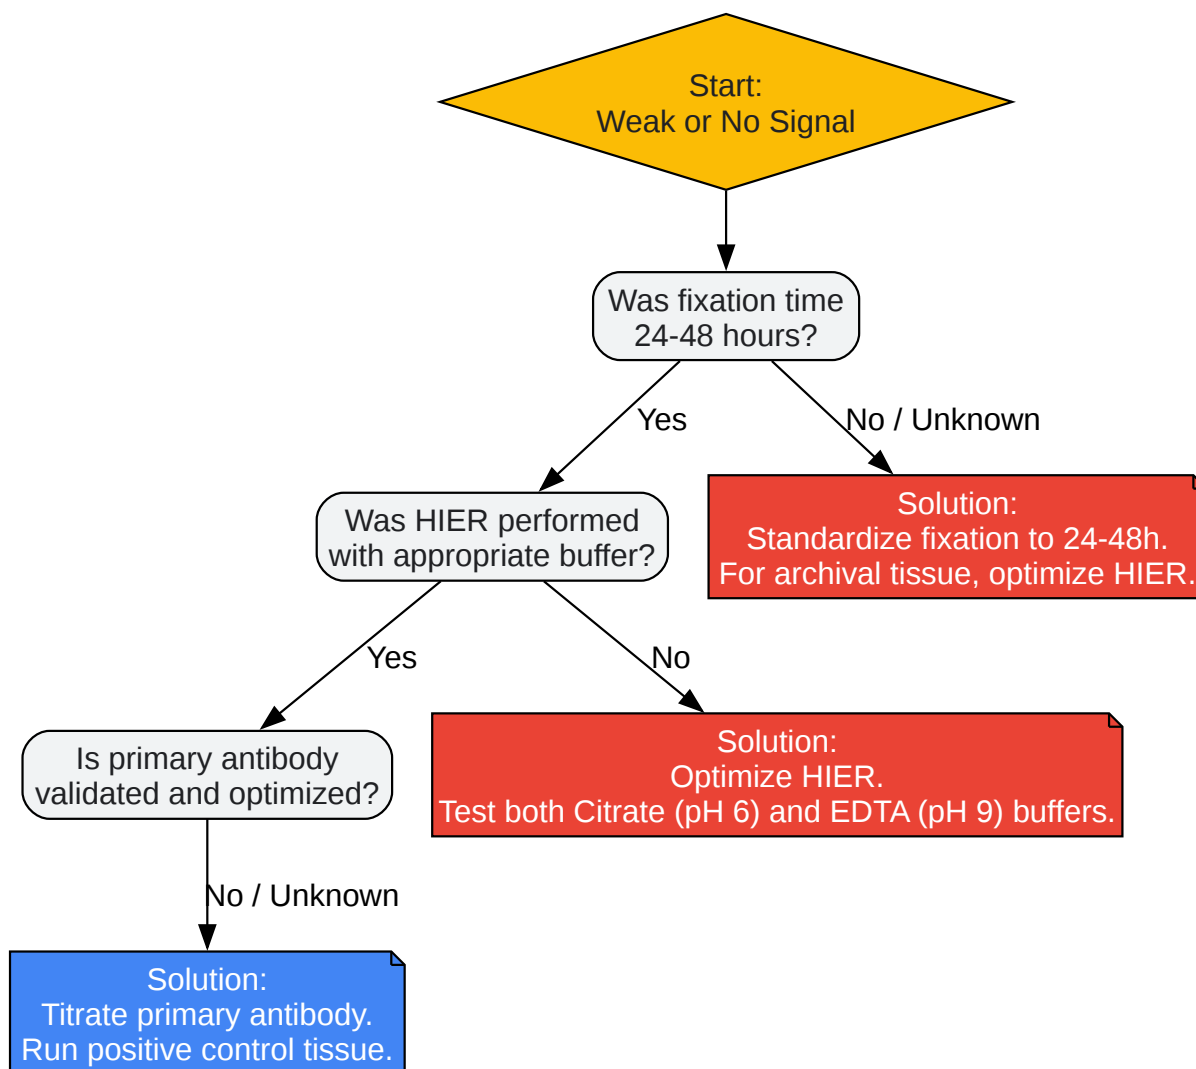 Start:
Weak or No Signal
Was fixation time
24-48 hours?
Yes
No / Unknown
Was HIER performed
with appropriate buffer?
Solution:
Standardize fixation to 24-48h.
For archival tissue, optimize HIER.
Yes
No
Is primary antibody
validated and optimized?
Solution:
Optimize HIER.
Test both Citrate (pH 6) and EDTA (pH 9) buffers.
No / Unknown
Solution:
Titrate primary antibody.
Run positive control tissue.